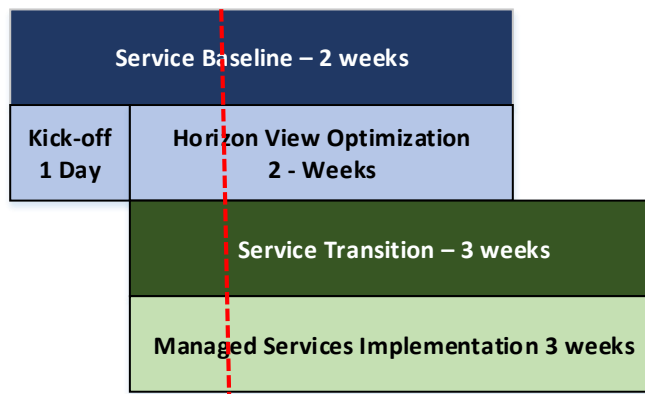 Service Baseline – 2 weeks
Kick-off
1 Day
Horizon View Optimization
2 - Weeks
Service Transition – 3 weeks
Managed Services Implementation 3 weeks